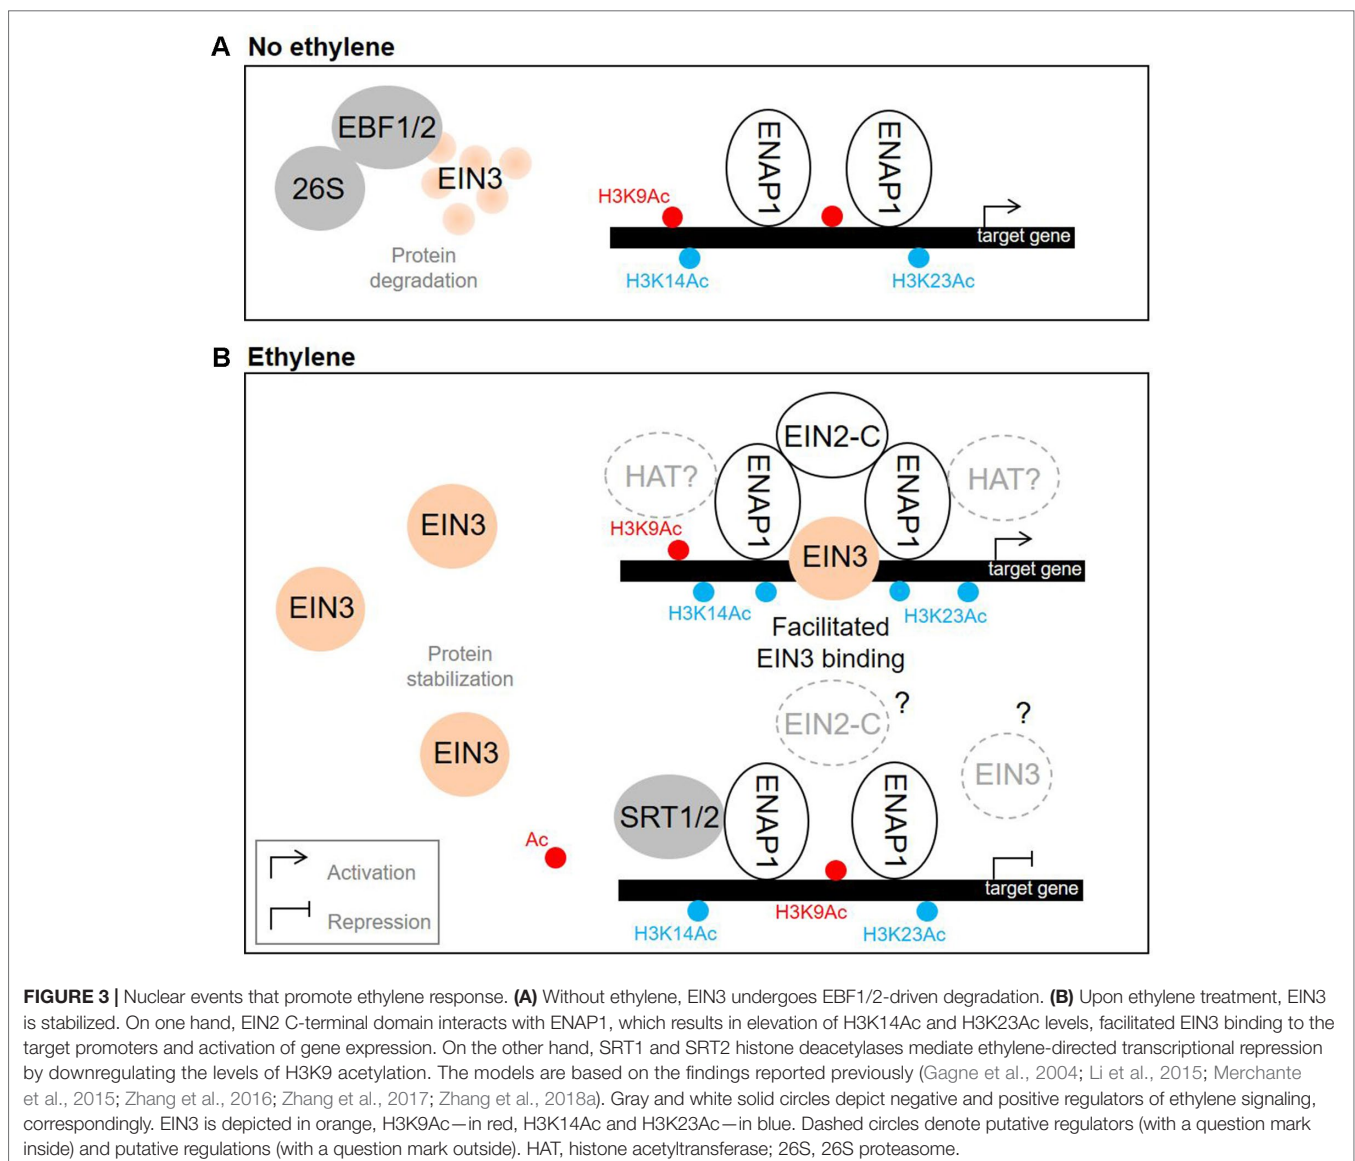 A No ethylene
EBF1/2
26S
EIN3
Protein
degradation
ENAP1
ENAP1
H3K9Ac
target gene
H3K14Ac
H3K23Ac
B Ethylene
EIN2-C
HAT?
ENAP1
ENAP1
HAT?
EIN3
H3K9Ac
EIN3
target gene
EIN3
H3K14Ac
H3K23Ac
Facilitated
EIN3 binding
Protein
stabilization
EIN2-C
?
?
EIN3
EIN3
SRT1/2
ENAP1
ENAP1
Ac
target gene
H3K9Ac
H3K14Ac
H3K23Ac
Activation
Repression
FIGURE 3 | Nuclear events that promote ethylene response. (A) Without ethylene, EIN3 undergoes EBF1/2-driven degradation. (B) Upon ethylene treatment, EIN3
is stabilized. On one hand, EIN2 C-terminal domain interacts with ENAP1, which results in elevation of H3K14Ac and H3K23Ac levels, facilitated EIN3 binding to the
target promoters and activation of gene expression. On the other hand, SRT1 and SRT2 histone deacetylases mediate ethylene-directed transcriptional repression
by downregulating the levels of H3K9 acetylation. The models are based on the findings reported previously (Gagne et al., 2004; Li et al., 2015; Merchante
et al., 2015; Zhang et al., 2016; Zhang et al., 2017; Zhang et al., 2018a). Gray and white solid circles depict negative and positive regulators of ethylene signaling,
correspondingly. EIN3 is depicted in orange, H3K9Ac—in red, H3K14Ac and H3K23Ac—in blue. Dashed circles denote putative regulators (with a question mark
inside) and putative regulations (with a question mark outside). HAT, histone acetyltransferase; 26S, 26S proteasome.